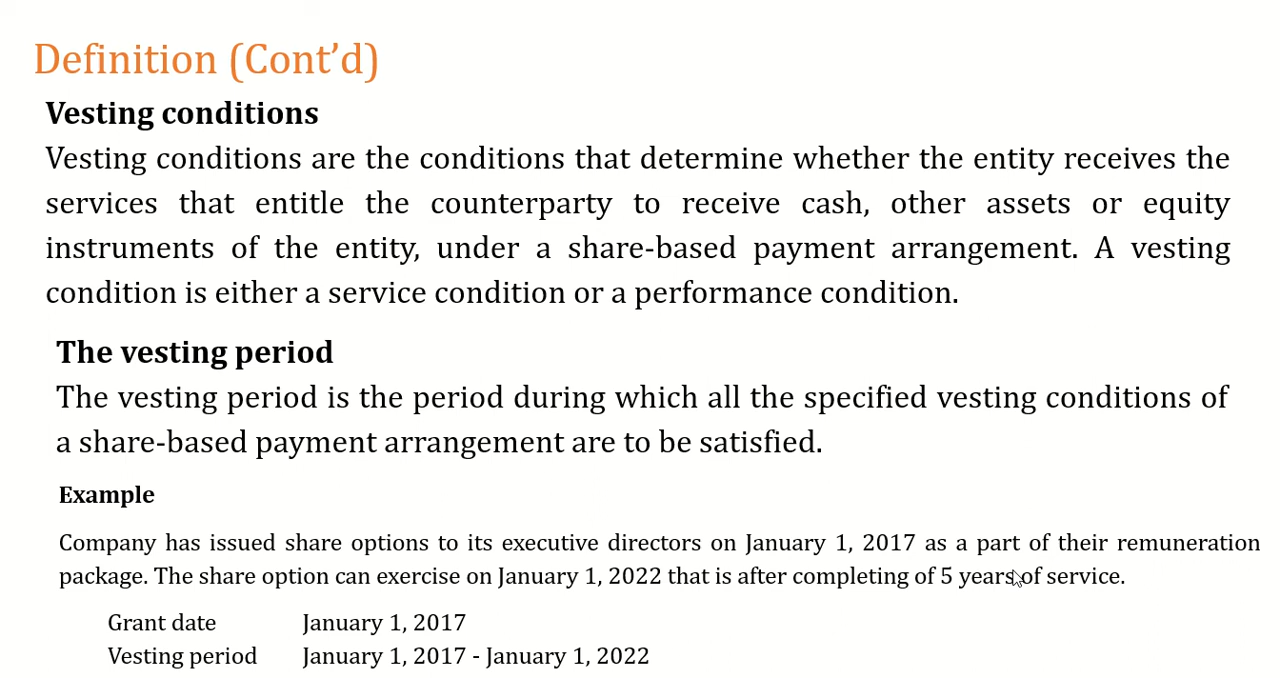 Definition (Cont’d)
Vesting conditions
Vesting conditions are the conditions that determine whether the entity receives the
services that entitle the counterparty to receive cash, other assets or equity
instruments of the entity, under a share-based payment arrangement. A vesting
condition is either a service condition or a performance condition.
The vesting period
The vesting period is the period during which all the specified vesting conditions of
a share-based payment arrangement are to be satisfied.
Example
Company has issued share options to its executive directors on January 1, 2017 as a part of their remuneration
package. The share option can exercise on January 1, 2022 that is after completing of 5 years of service.
Grant date January 1, 2017
Vesting period January 1, 2017 - January 1, 2022